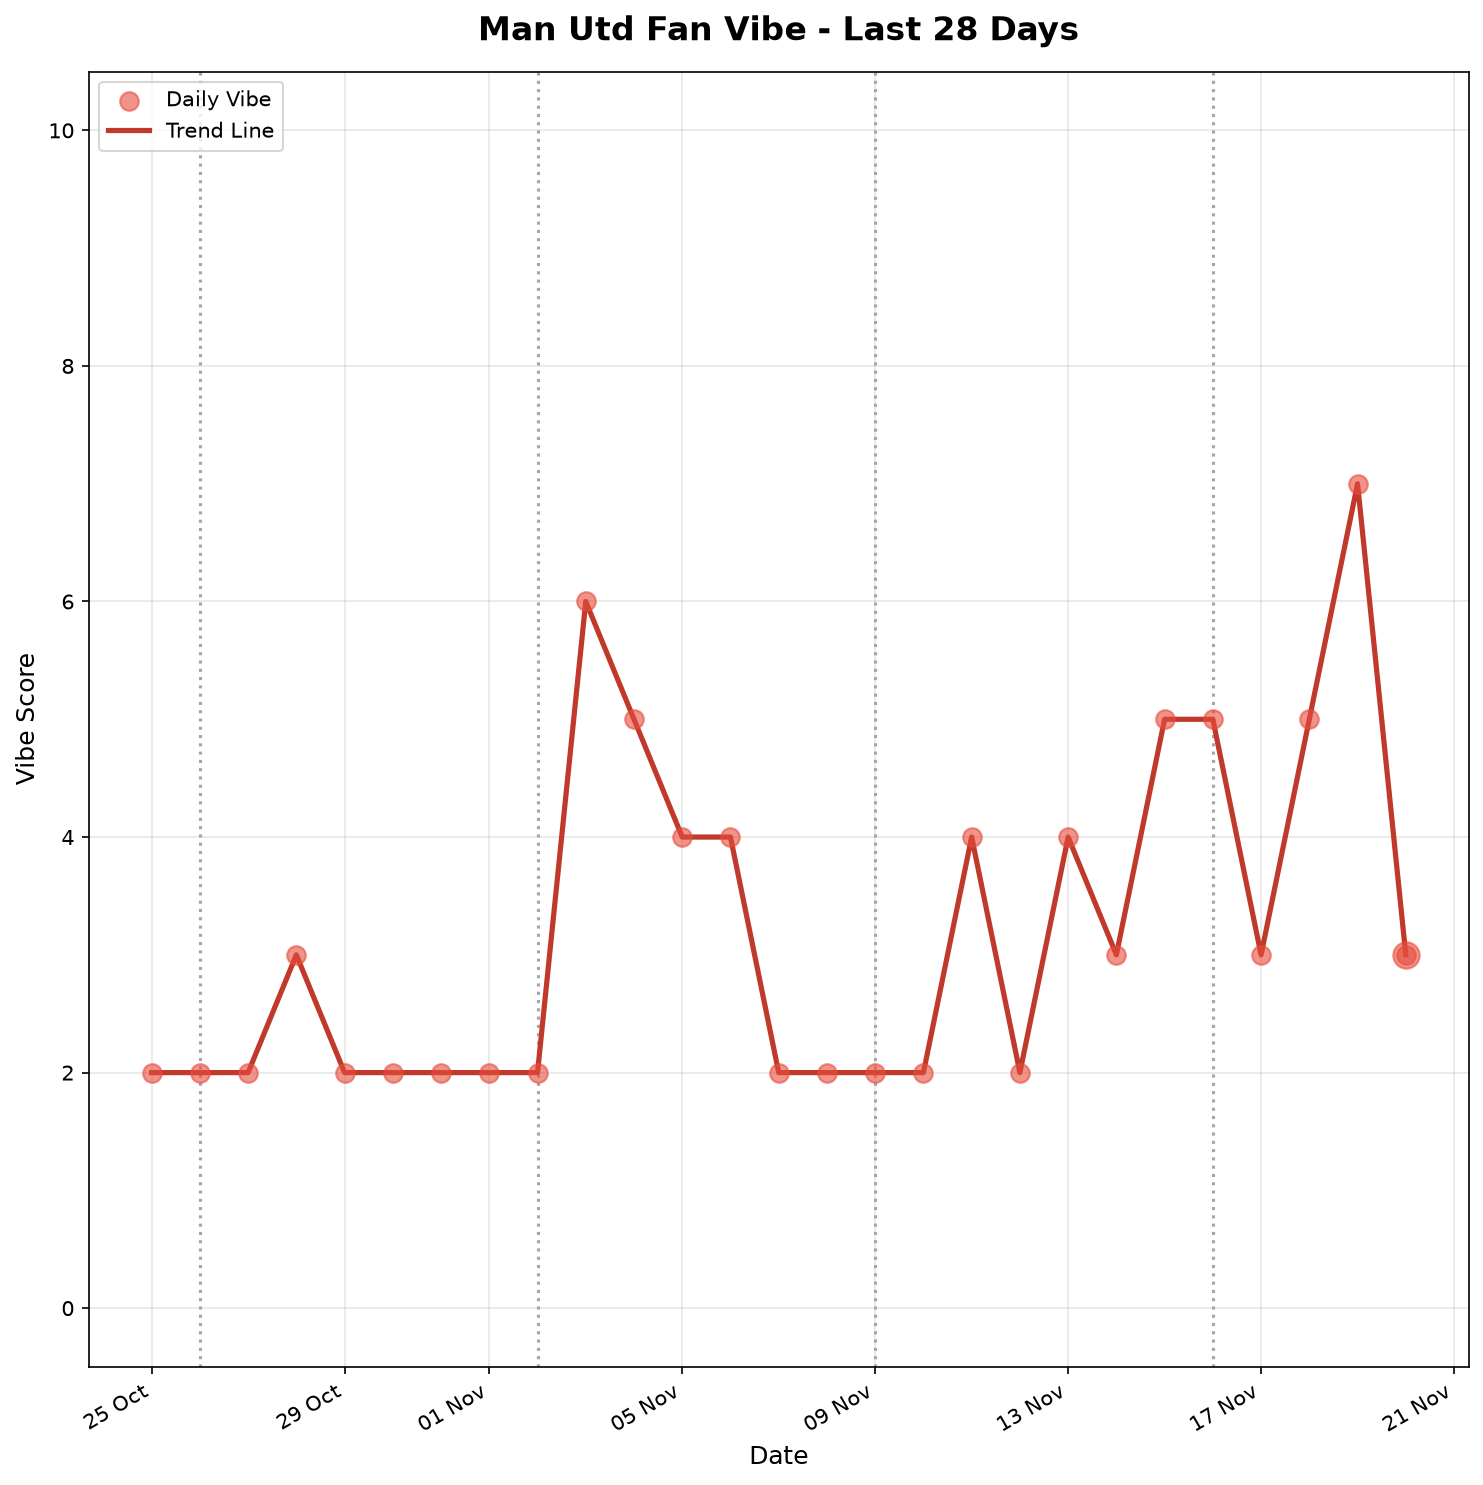 Man Utd Fan Vibe - Last 28 Days
Daily Vibe
Trend Line
10
8
6
4
2
0
Vibe Score
25 Oct
29 Oct
01 Nov
05 Nov
09 Nov
13 Nov
17 Nov
21 Nov
Date